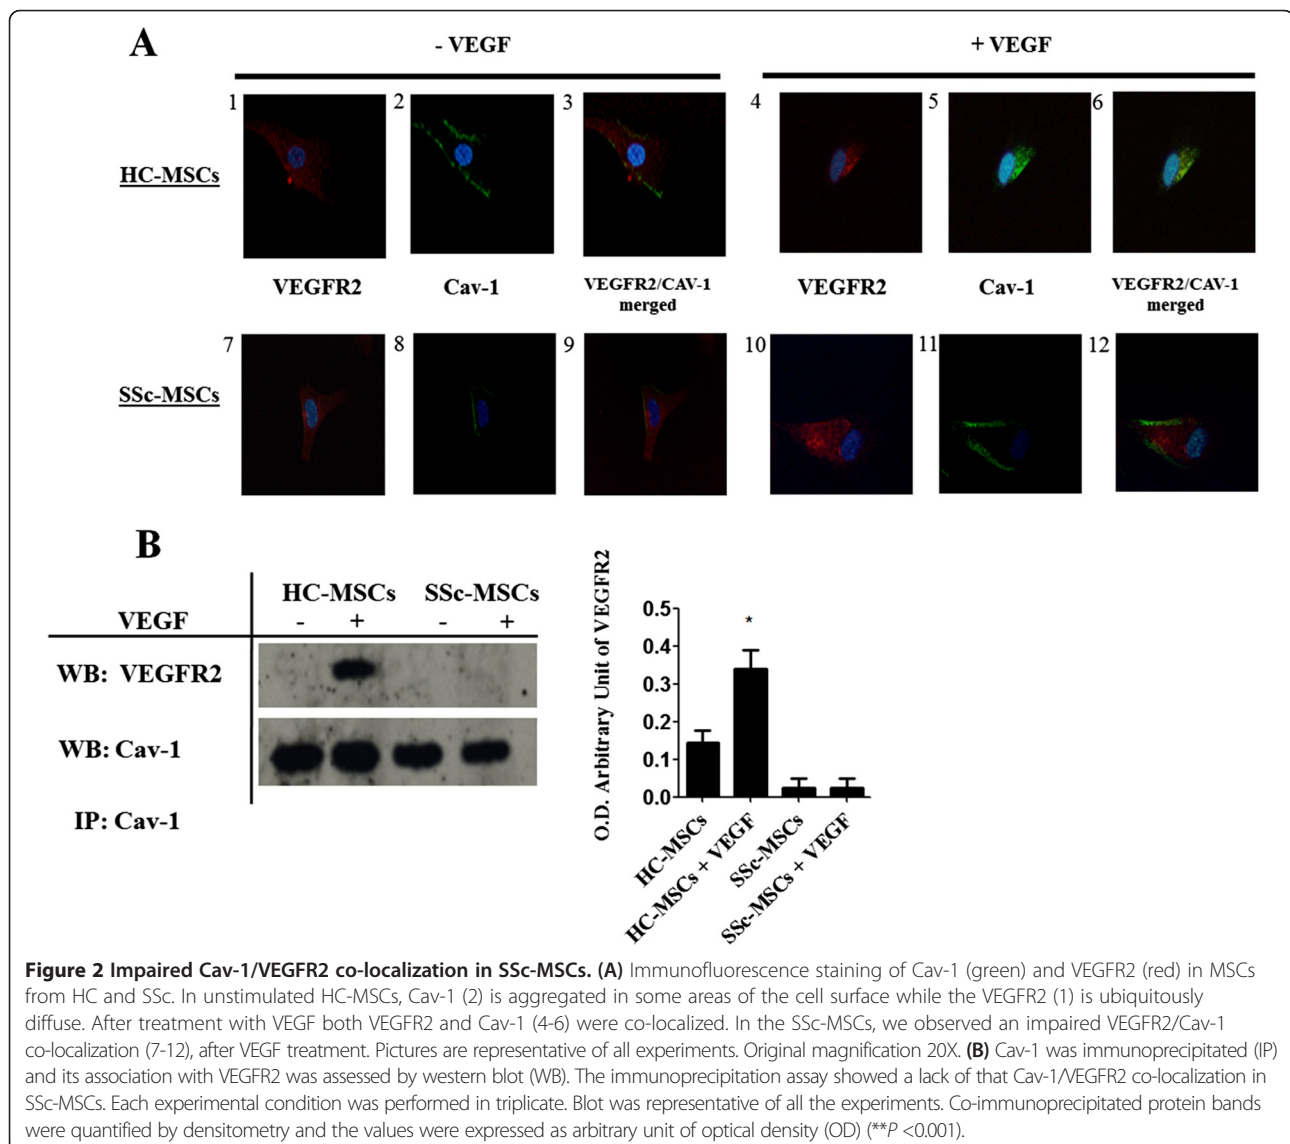 A
- VEGF
+ VEGF
1
2
3
4
5
6
HC-MSCs
VEGFR2
Cav-1
VEGFR2/CAV-1
merged
VEGFR2
Cav-1
VEGFR2/CAV-1
merged
7
8
9
10
11
12
SSc-MSCs
B
HC-MSCs SSc-MSCs
VEGF - + - +
WB: VEGFR2
WB: Cav-1
IP: Cav-1
O.D. Arbitrary Unit of VEGFR2
0.5
0.4
0.3
0.2
0.1
0.0
*
HC-MSCs
HC-MSCs + VEGF
SSc-MSCs
SSc-MSCs + VEGF
Figure 2 Impaired Cav-1/VEGFR2 co-localization in SSc-MSCs. (A) Immunofluorescence staining of Cav-1 (green) and VEGFR2 (red) in MSCs
from HC and SSc. In unstimulated HC-MSCs, Cav-1 (2) is aggregated in some areas of the cell surface while the VEGFR2 (1) is ubiquitously
diffuse. After treatment with VEGF both VEGFR2 and Cav-1 (4-6) were co-localized. In the SSc-MSCs, we observed an impaired VEGFR2/Cav-1
co-localization (7-12), after VEGF treatment. Pictures are representative of all experiments. Original magnification 20X. (B) Cav-1 was immunoprecipitated (IP)
and its association with VEGFR2 was assessed by western blot (WB). The immunoprecipitation assay showed a lack of that Cav-1/VEGFR2 co-localization in
SSc-MSCs. Each experimental condition was performed in triplicate. Blot was representative of all the experiments. Co-immunoprecipitated protein bands
were quantified by densitometry and the values were expressed as arbitrary unit of optical density (OD) (**P <0.001).